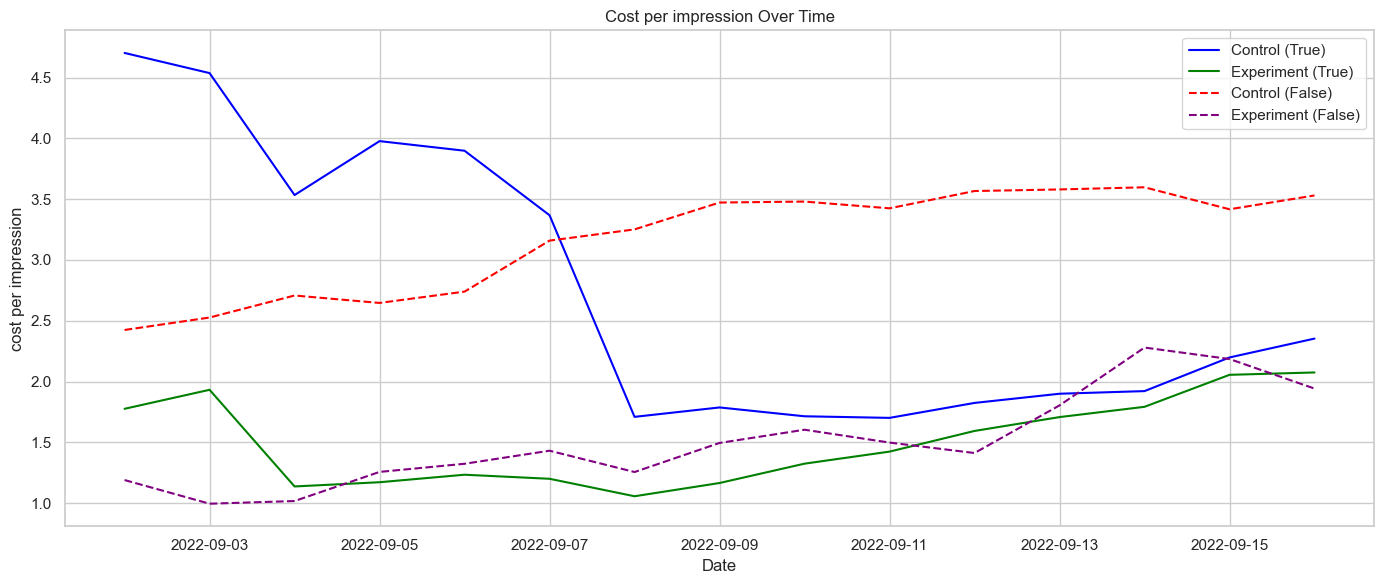 Cost per impression Over Time
Control (True)
Experiment (True)
Control (False)
Experiment (False)
cost per impression
4.5
4.0
3.5
3.0
2.5
2.0
1.5
1.0
2022-09-03
2022-09-05
2022-09-07
2022-09-09
2022-09-11
2022-09-13
2022-09-15
Date